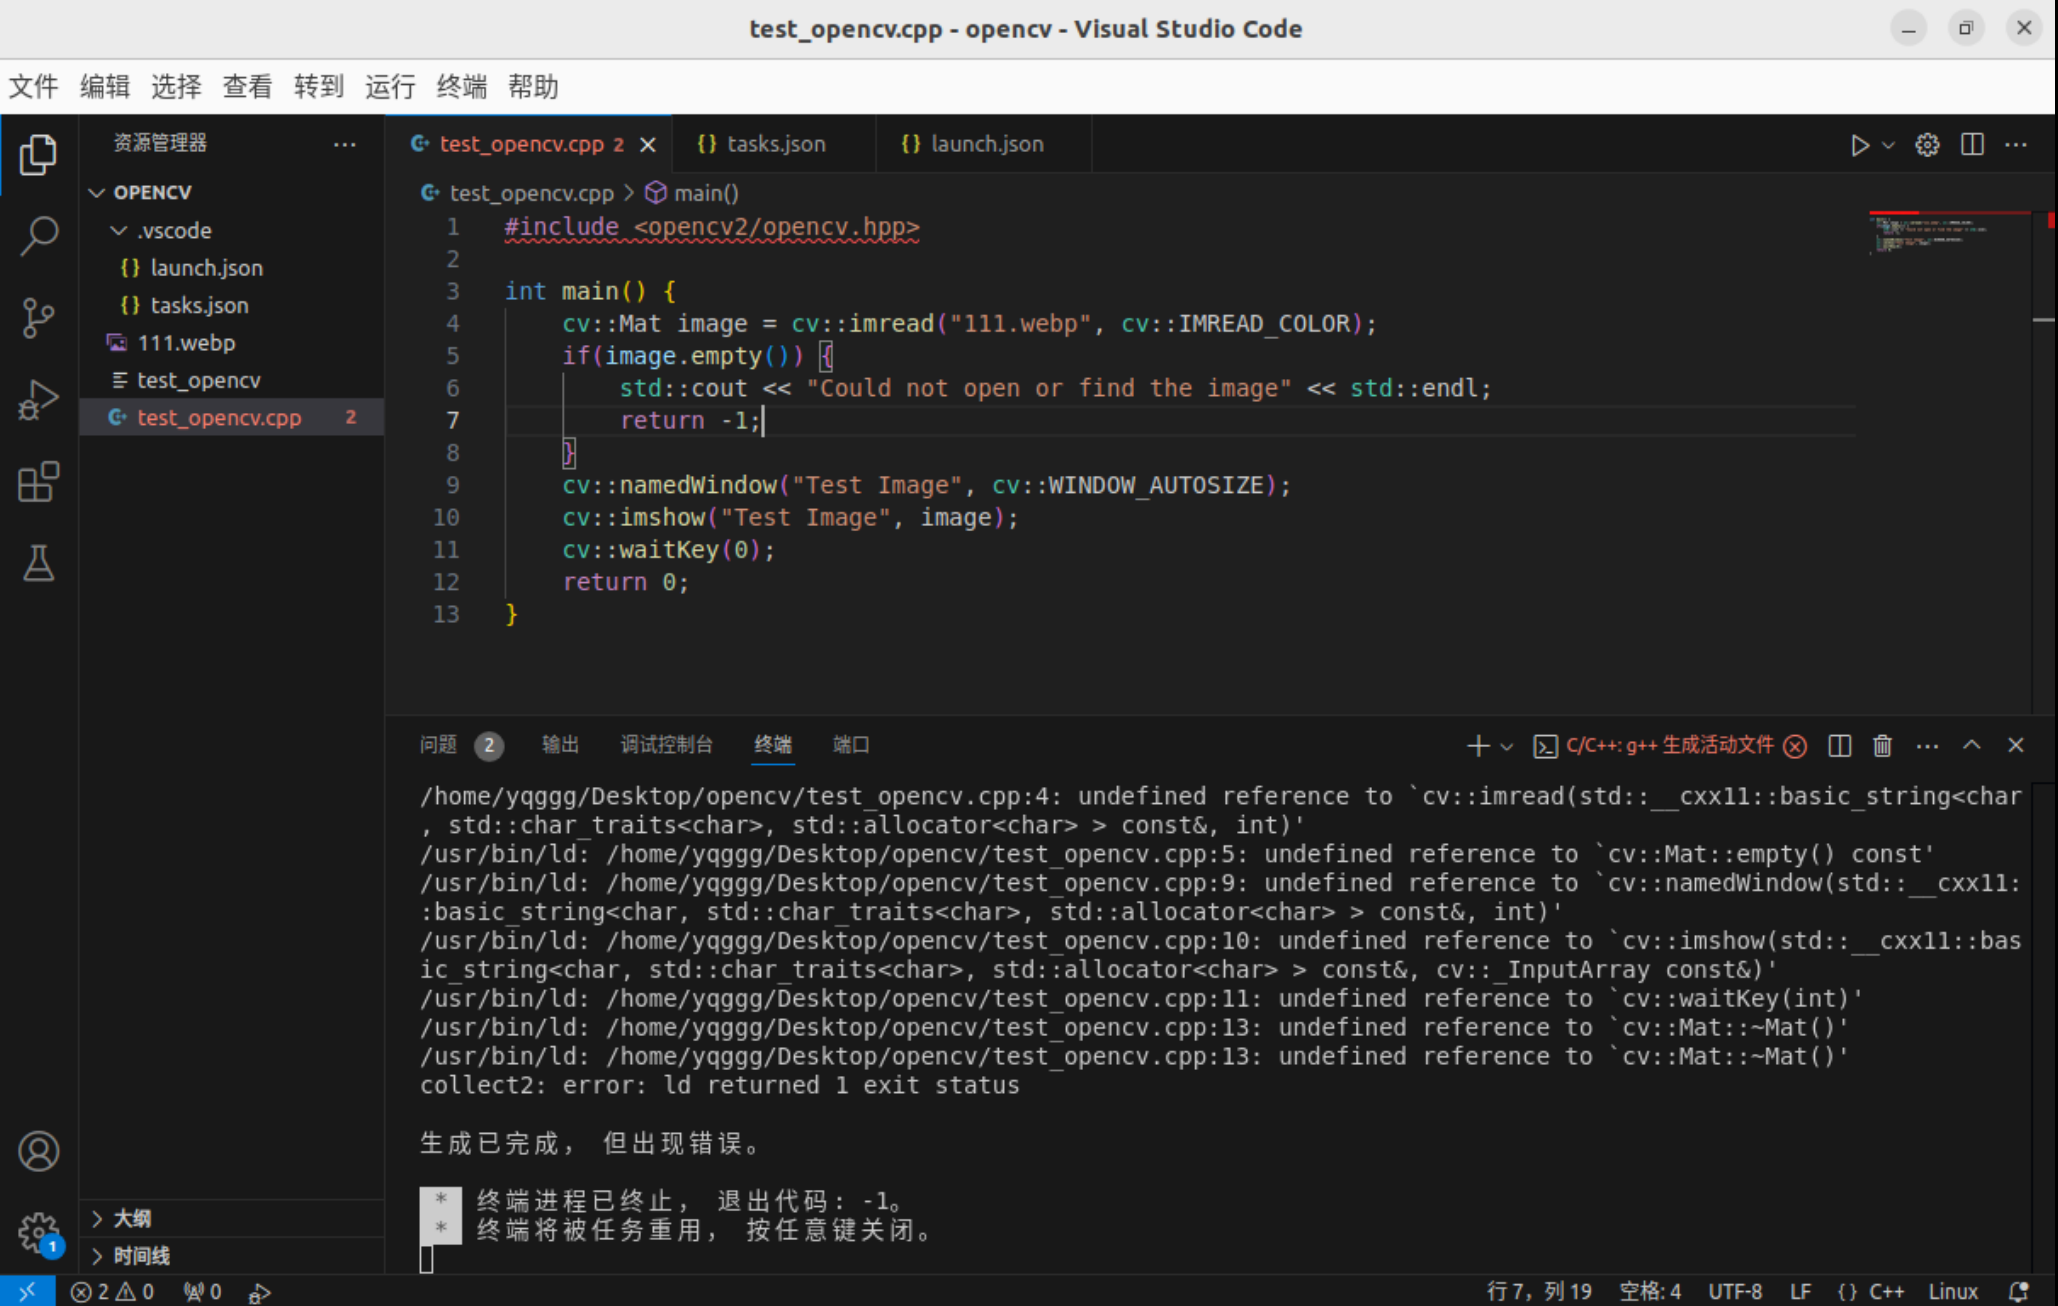 test_opencv.cpp - opencv - Visual Studio Code
文件 编辑 选择 查看 转到 运行 终端 帮助
资源管理器
OPENCV
.vscode
launch.json
tasks.json
111.webp
test_opencv
test_opencv.cpp 2
大纲
时间线
test_opencv.cpp 2 tasks.json launch.json
test_opencv.cpp > main()
1 #include <opencv2/opencv.hpp>
2
3 int main() {
4 cv::Mat image = cv::imread("111.webp", cv::IMREAD_COLOR);
5 if(image.empty()) {
6 std::cout << "Could not open or find the image" << std::endl;
7 return -1;
8 }
9 cv::namedWindow("Test Image", cv::WINDOW_AUTOSIZE);
10 cv::imshow("Test Image", image);
11 cv::waitKey(0);
12 return 0;
13 }
问题 2 输出 调试控制台 终端 端口 C/C++: g++ 生成活动文件
/home/yqggg/Desktop/opencv/test_opencv.cpp:4: undefined reference to `cv::imread(std::__cxx11::basic_string<char
, std::char_traits<char>, std::allocator<char> > const&, int)'
/usr/bin/ld: /home/yqggg/Desktop/opencv/test_opencv.cpp:5: undefined reference to `cv::Mat::empty() const'
/usr/bin/ld: /home/yqggg/Desktop/opencv/test_opencv.cpp:9: undefined reference to `cv::namedWindow(std::__cxx11:
:basic_string<char, std::char_traits<char>, std::allocator<char> > const&, int)'
/usr/bin/ld: /home/yqggg/Desktop/opencv/test_opencv.cpp:10: undefined reference to `cv::imshow(std::__cxx11::bas
ic_string<char, std::char_traits<char>, std::allocator<char> > const&, cv::_InputArray const&)'
/usr/bin/ld: /home/yqggg/Desktop/opencv/test_opencv.cpp:11: undefined reference to `cv::waitKey(int)'
/usr/bin/ld: /home/yqggg/Desktop/opencv/test_opencv.cpp:13: undefined reference to `cv::Mat::~Mat()'
/usr/bin/ld: /home/yqggg/Desktop/opencv/test_opencv.cpp:13: undefined reference to `cv::Mat::~Mat()'
collect2: error: ld returned 1 exit status
生成已完成，但出现错误。
* 终端进程已终止，退出代码: -1。
* 终端将被任务重用，按任意键关闭。
1
2 0 0 行 7，列 19 空格: 4 UTF-8 LF {} C++ Linux